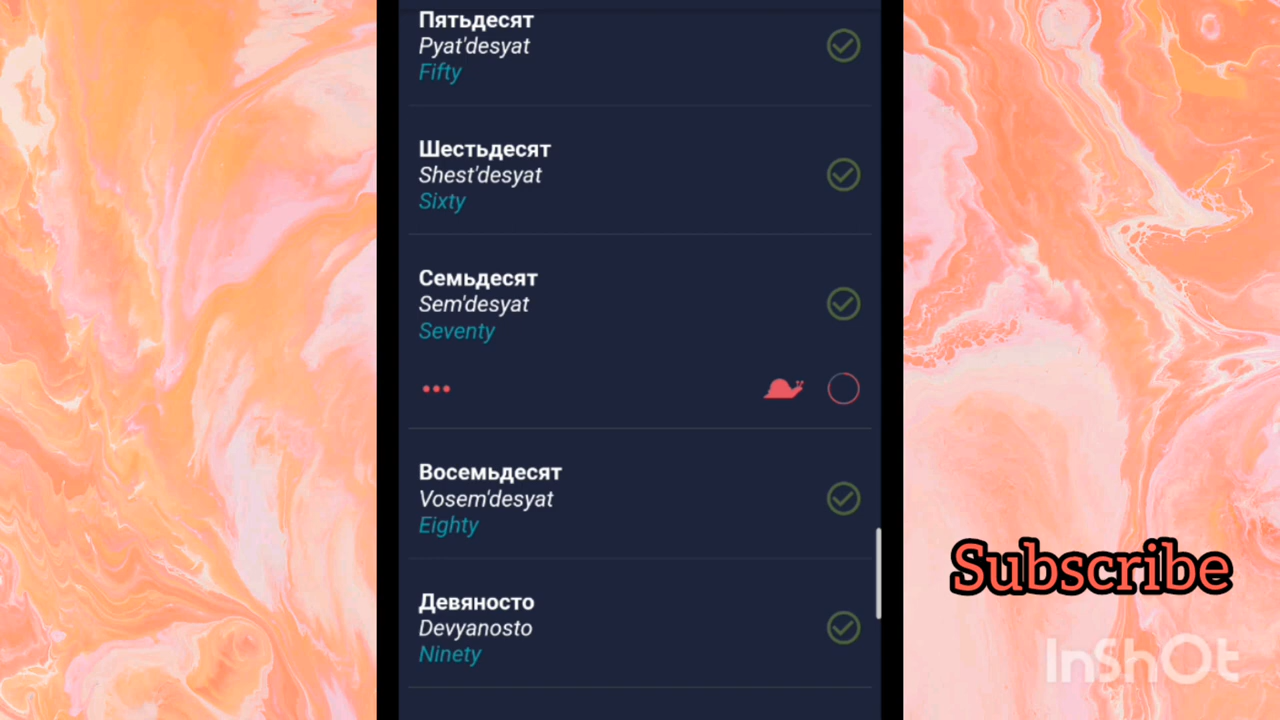 Пятьдесят
Pyat'desyat
Fifty
Шестьдесят
Shest'desyat
Sixty
Семьдесят
Sem'desyat
Seventy
Восемьдесят
Vosem'desyat
Eighty
Девяносто
Devyanosto
Ninety
Subscribe
InShOt